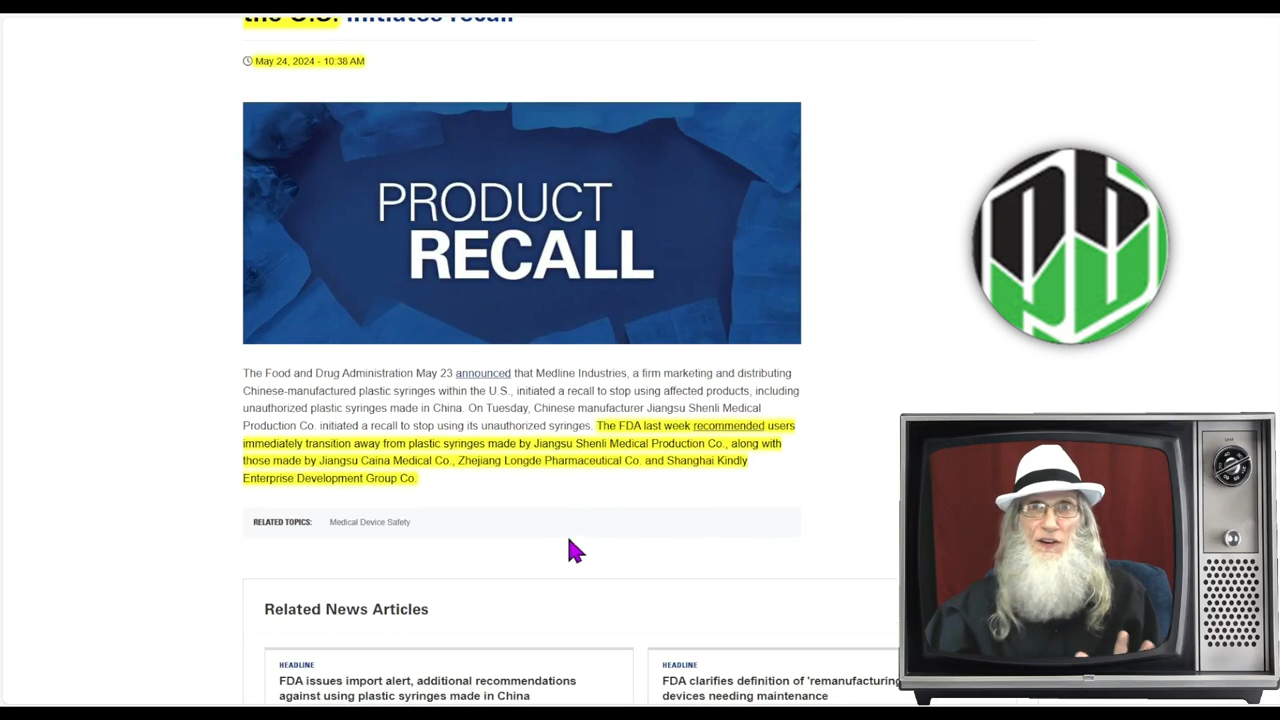 the U.S. initiates recall
May 24, 2024 - 10:38 AM
PRODUCT
RECALL
The Food and Drug Administration May 23 announced that Medline Industries, a firm marketing and distributing
Chinese-manufactured plastic syringes within the U.S., initiated a recall to stop using affected products, including
unauthorized plastic syringes made in China. On Tuesday, Chinese manufacturer Jiangsu Shenli Medical
Production Co. initiated a recall to stop using its unauthorized syringes. The FDA last week recommended users
immediately transition away from plastic syringes made by Jiangsu Shenli Medical Production Co., along with
those made by Jiangsu Caina Medical Co., Zhejiang Longde Pharmaceutical Co. and Shanghai Kindly
Enterprise Development Group Co.
RELATED TOPICS: Medical Device Safety
Related News Articles
HEADLINE
FDA issues import alert, additional recommendations
against using plastic syringes made in China
HEADLINE
FDA clarifies definition of 'remanufacturing
devices needing maintenance